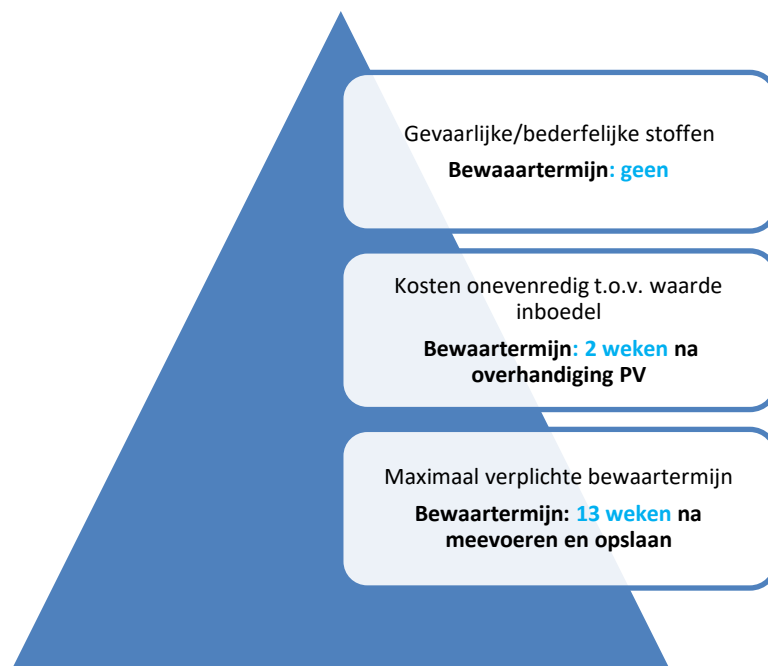 Gevaarlijke/bederfelijke stoffen
Bewaaartermijn: geen
Kosten onevenredig t.o.v. waarde
inboedel
Bewaartermijn: 2 weken na
overhandiging PV
Maximaal verplichte bewaartermijn
Bewaartermijn: 13 weken na
meevoeren en opslaan